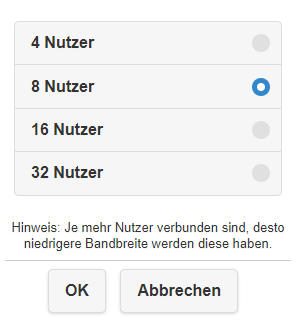 4 Nutzer
8 Nutzer
16 Nutzer
32 Nutzer
Hinweis: Je mehr Nutzer verbunden sind, desto
niedrigere Bandbreite werden diese haben.
OK
Abbrechen